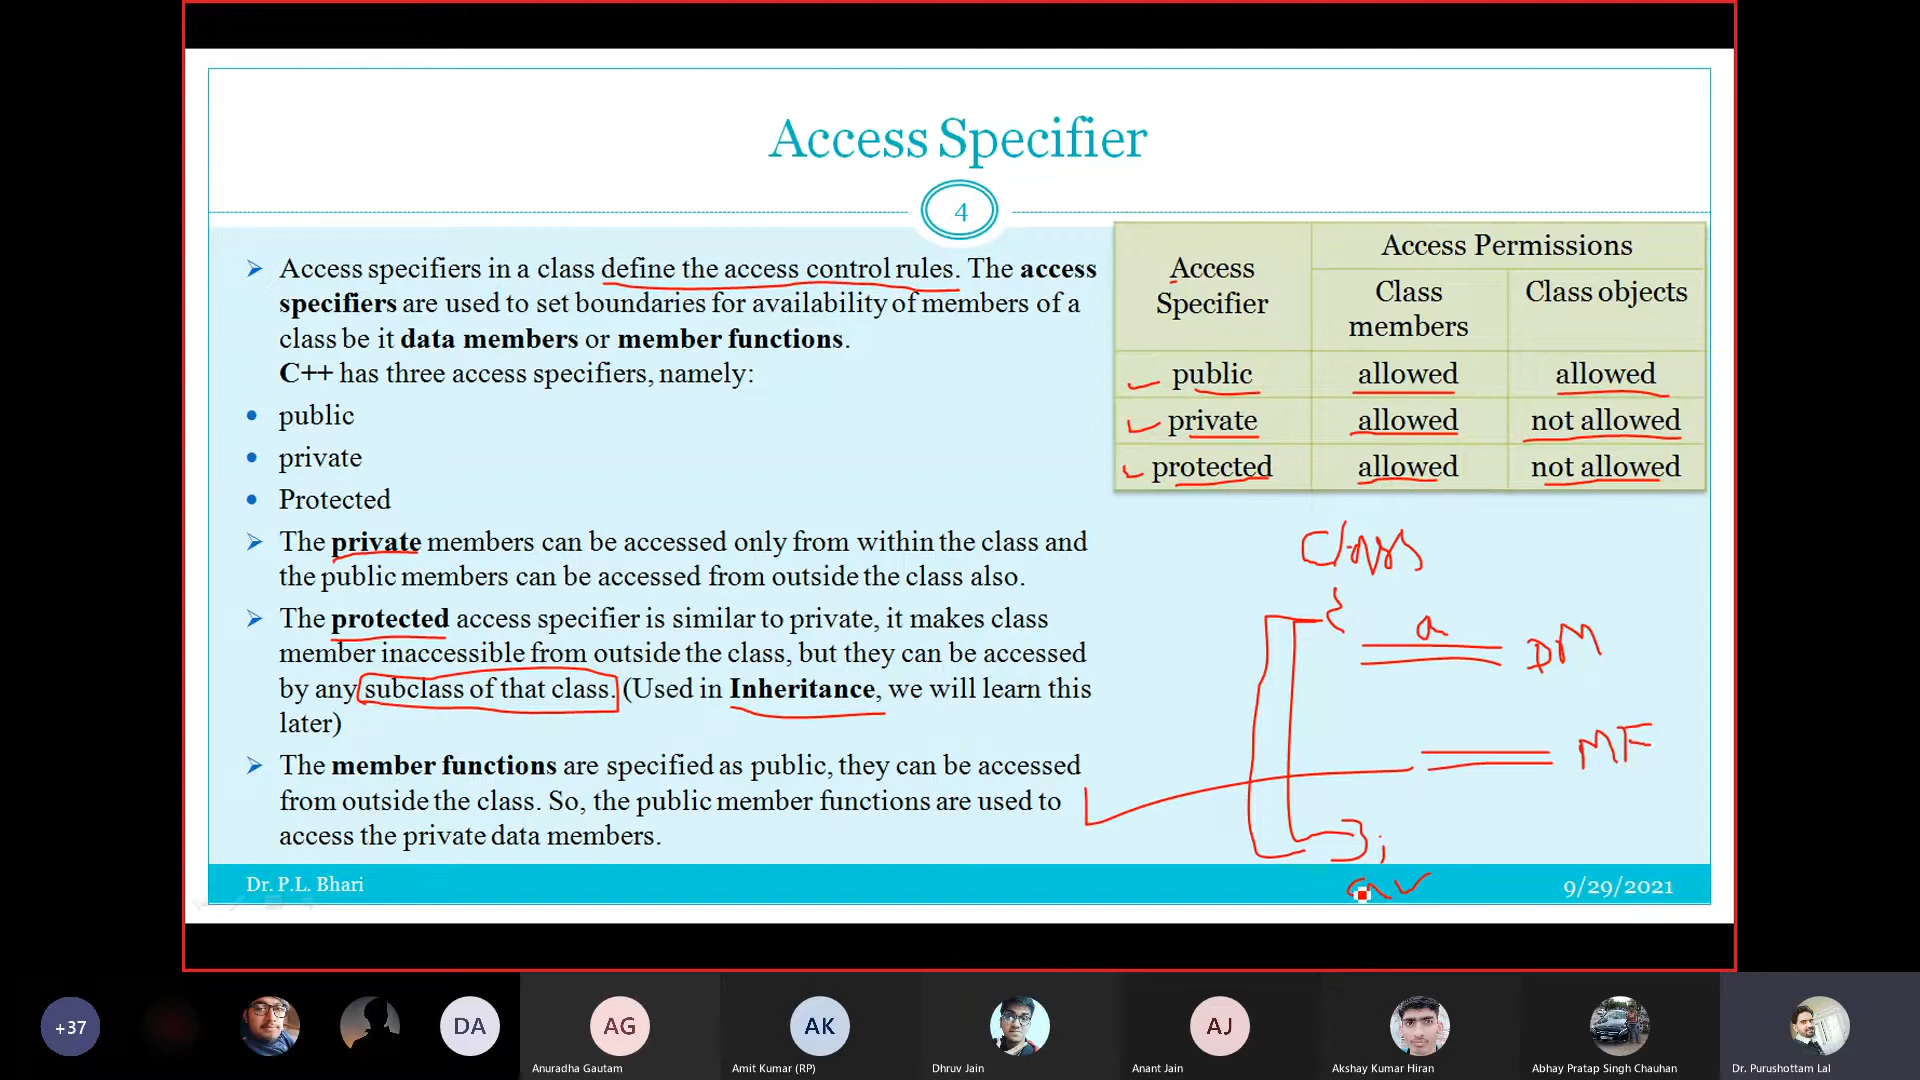 Access Specifier
4
Access specifiers in a class define the access control rules. The access
specifiers are used to set boundaries for availability of members of a
class be it data members or member functions.
C++ has three access specifiers, namely:
public
private
Protected
The private members can be accessed only from within the class and
the public members can be accessed from outside the class also.
The protected access specifier is similar to private, it makes class
member inaccessible from outside the class, but they can be accessed
by any subclass of that class. (Used in Inheritance, we will learn this
later)
The member functions are specified as public, they can be accessed
from outside the class. So, the public member functions are used to
access the private data members.
Access Specifier
Access Permissions
Class members
Class objects
public allowed allowed
private allowed not allowed
protected allowed not allowed
Class
{
a
DM
MF
};
Dr. P.L. Bhari
9/29/2021
+37
DA
AG
AK
AJ
Anuradha Gautam
Amit Kumar (RP)
Dhruv Jain
Anant Jain
Akshay Kumar Hiran
Abhay Pratap Singh Chauhan
Dr. Purushottam Lal